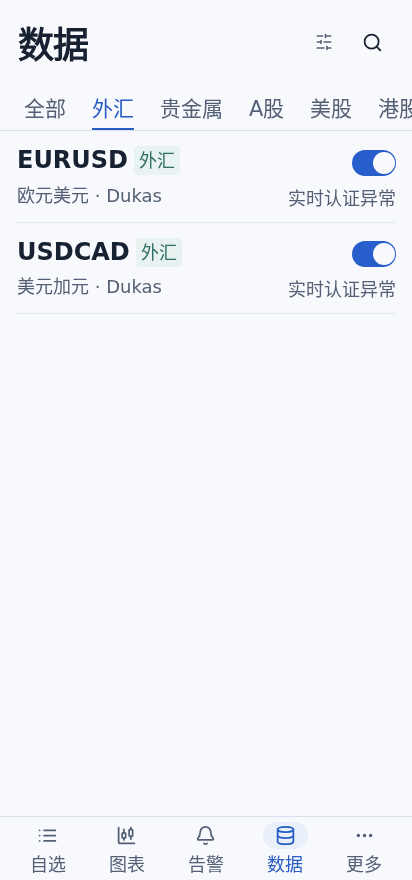 数据
全部 外汇 贵金属 A股 美股 港股
EURUSD 外汇
欧元美元 · Dukas
实时认证异常
USDCAD 外汇
美元加元 · Dukas
实时认证异常
自选 图表 告警 数据 更多